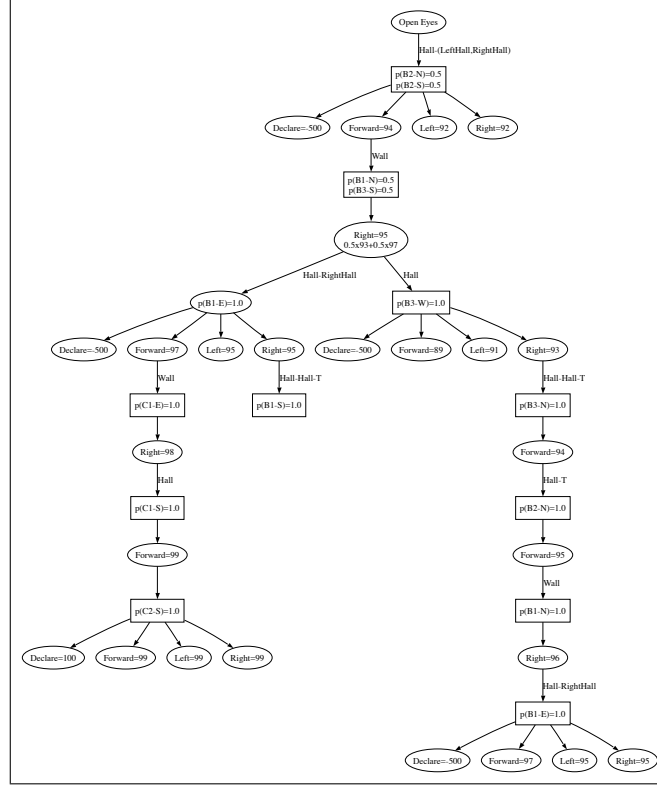 Open Eyes
Hall-(LeftHall,RightHall)
p(B2-N)=0.5
p(B2-S)=0.5
Declare=-500
Forward=94
Left=92
Right=92
Wall
p(B1-N)=0.5
p(B3-S)=0.5
Right=95
0.5x93+0.5x97
Hall-RightHall
Hall
p(B1-E)=1.0
p(B3-W)=1.0
Declare=-500
Forward=97
Left=95
Right=95
Declare=-500
Forward=89
Left=91
Right=93
Wall
Hall-Hall-T
Hall-Hall-T
p(C1-E)=1.0
p(B1-S)=1.0
p(B3-N)=1.0
Right=98
Forward=94
Hall
Hall-T
p(C1-S)=1.0
p(B2-N)=1.0
Forward=99
Forward=95
Wall
p(C2-S)=1.0
p(B1-N)=1.0
Declare=100
Forward=99
Left=99
Right=99
Right=96
Hall-RightHall
p(B1-E)=1.0
Declare=-500
Forward=97
Left=95
Right=95